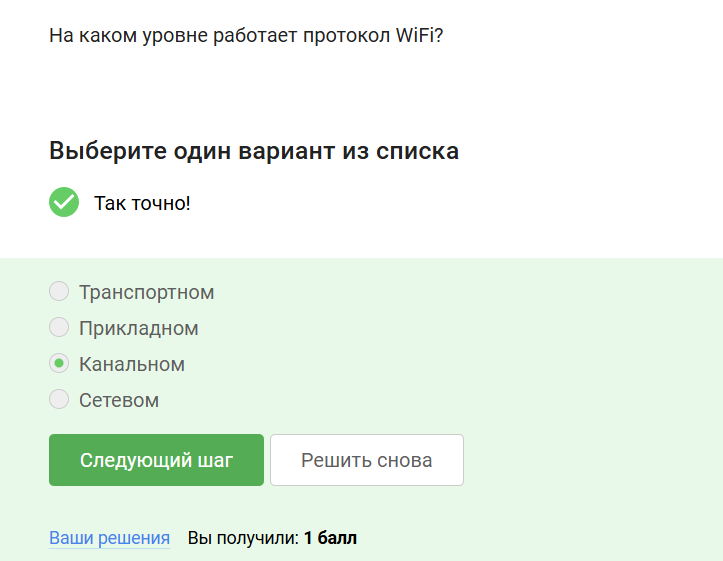 На каком уровне работает протокол WiFi?
Выберите один вариант из списка
Так точно!
Транспортном
Прикладном
Канальном
Сетевом
Следующий шаг
Решить снова
Ваши решения Вы получили: 1 балл